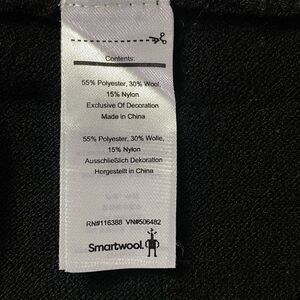 Contents:
55% Polyester, 30% Wool,
15% Nylon
Exclusive Of Decoration
Made in China
55% Polyester, 30% Wolle,
15% Nylon
Ausschließlich Dekoration
Hergestellt in China
RN#116388 VN#506482
Smartwool